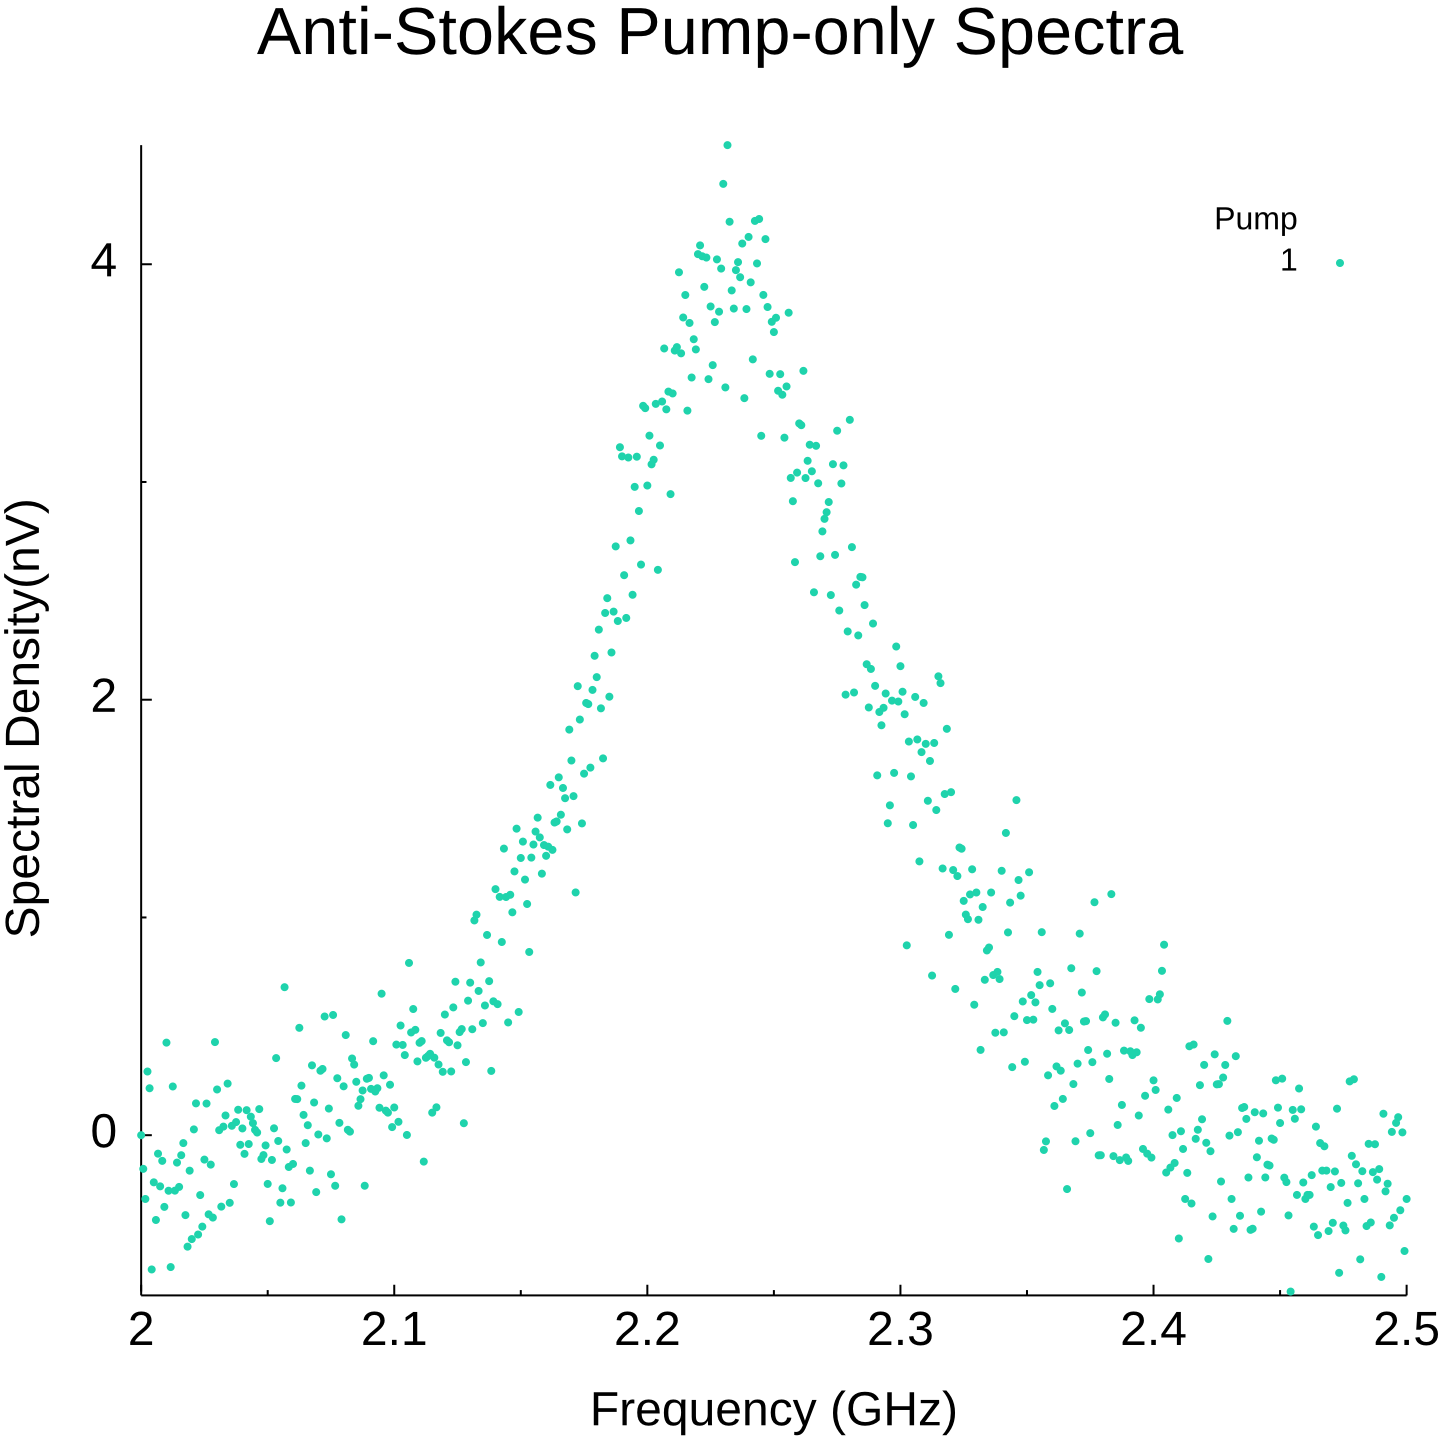 Anti-Stokes Pump-only Spectra
Pump
1
Spectral Density(nV)
4
2
0
2 2.1 2.2 2.3 2.4 2.5
Frequency (GHz)